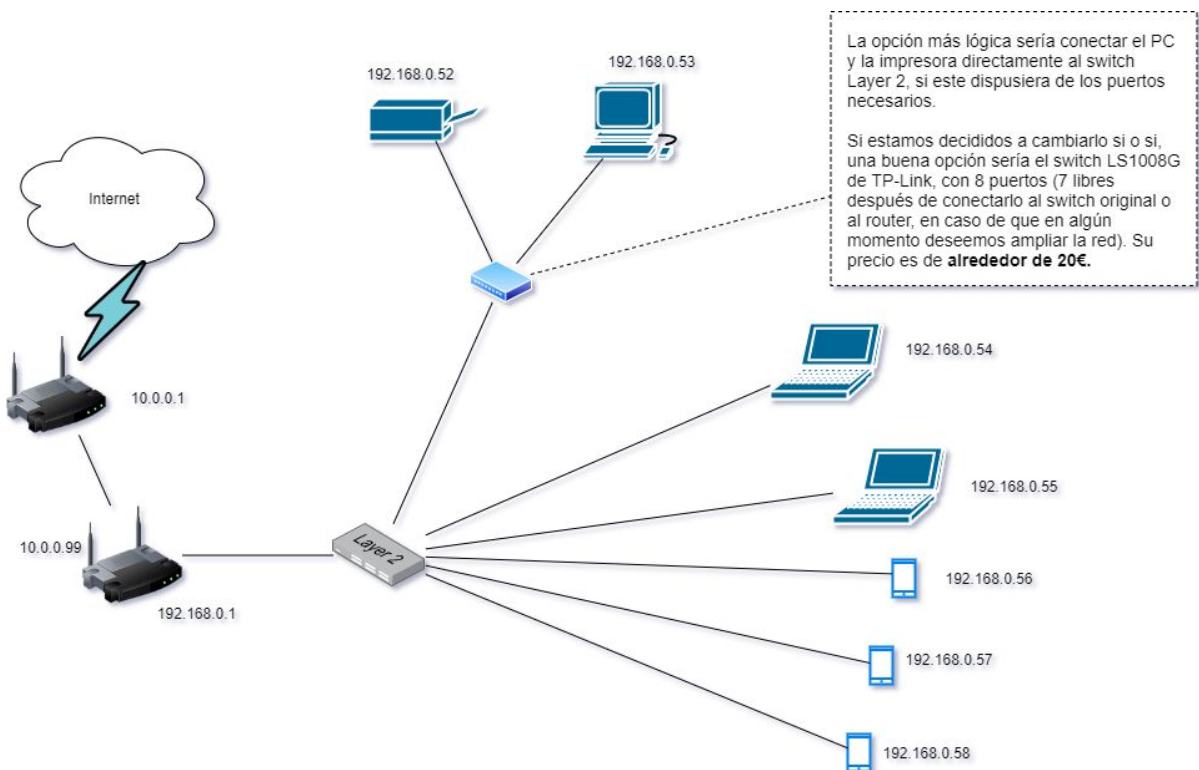 192.168.0.52
192.168.0.53
La opción más lógica sería conectar el PC
y la impresora directamente al switch
Layer 2, si este dispusiera de los puertos
necesarios.
Si estamos decididos a cambiarlo si o si,
una buena opción sería el switch LS1008G
de TP-Link, con 8 puertos (7 libres
después de conectarlo al switch original o
al router, en caso de que en algún
momento deseemos ampliar la red). Su
precio es de alrededor de 20€.
Internet
192.168.0.54
10.0.0.1
192.168.0.55
10.0.0.99
Layer 2
192.168.0.56
192.168.0.1
192.168.0.57
192.168.0.58